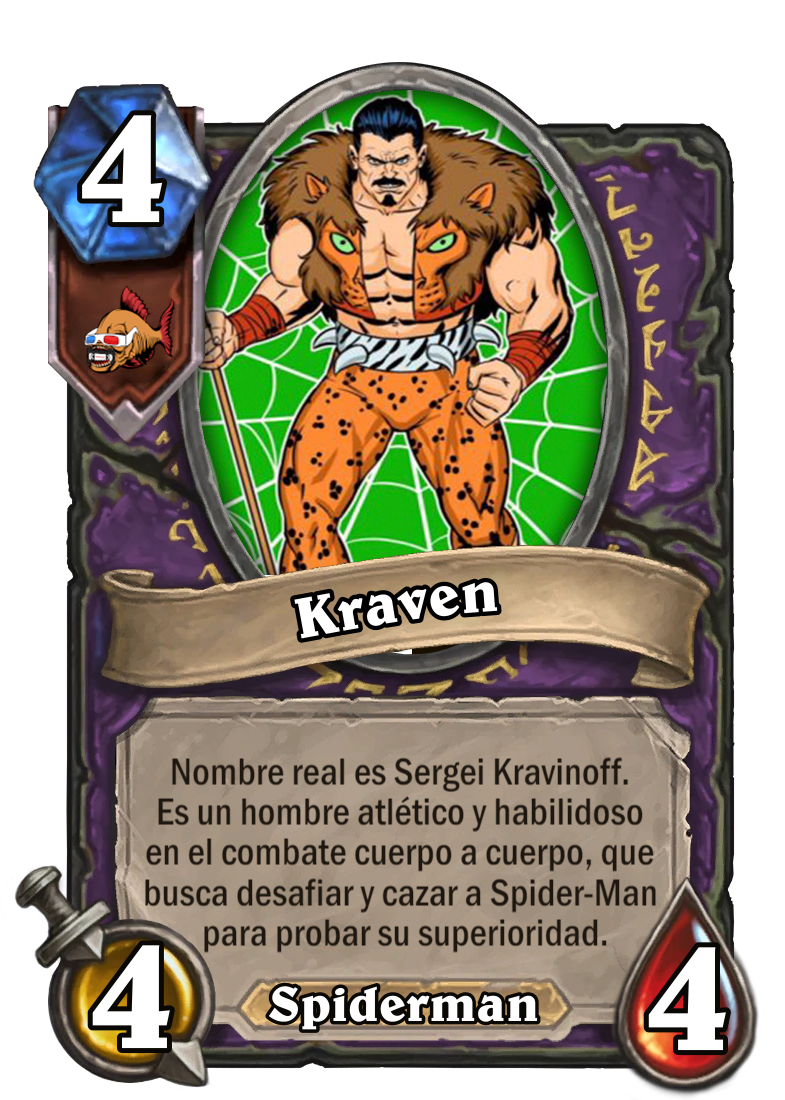 4
Kraven
Nombre real es Sergei Kravinoff.
Es un hombre atlético y habilidoso
en el combate cuerpo a cuerpo, que
busca desafiar y cazar a Spider-Man
para probar su superioridad.
4
Spiderman
4